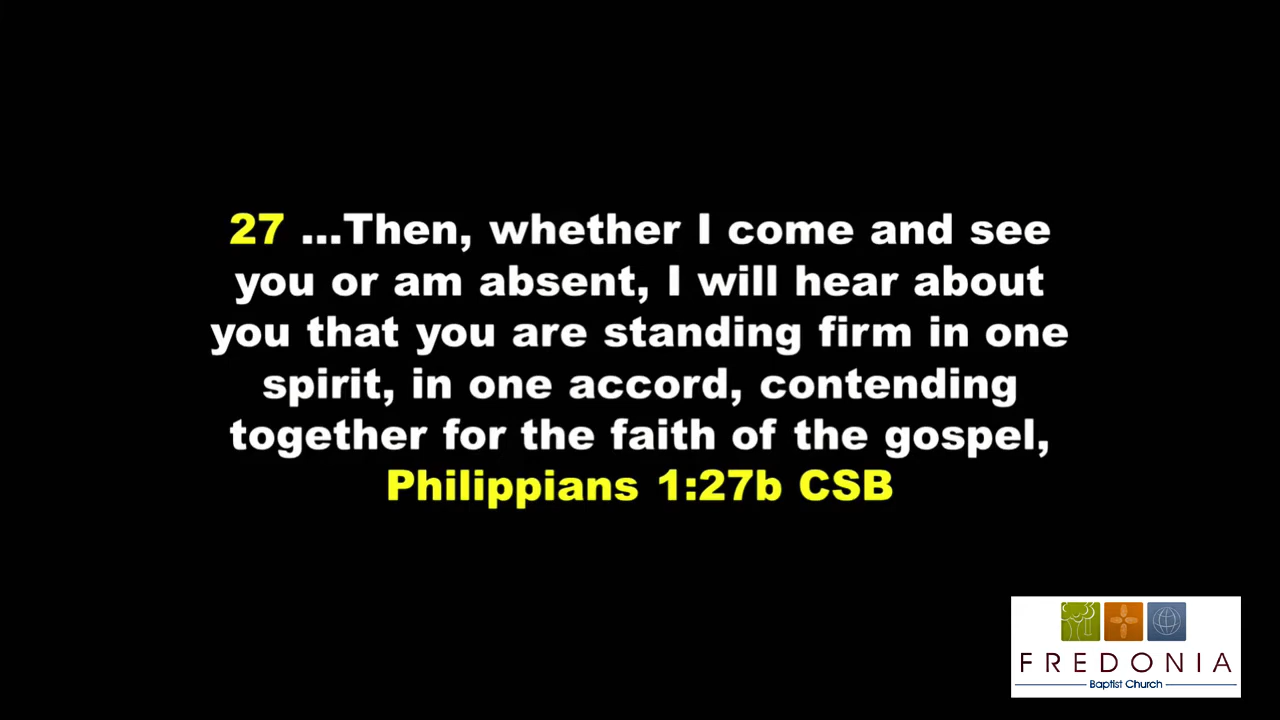 27 ...Then, whether I come and see
you or am absent, I will hear about
you that you are standing firm in one
spirit, in one accord, contending
together for the faith of the gospel,
Philippians 1:27b CSB
FREDONIA
Baptist Church